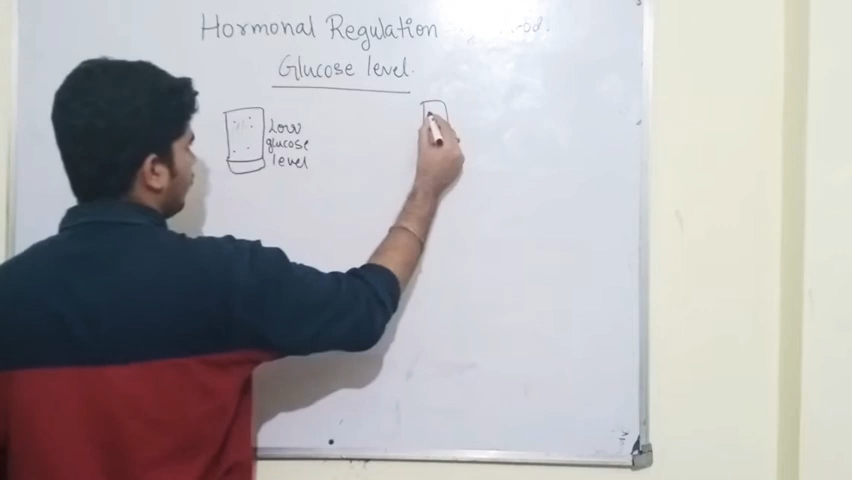 Hormonal Regulation
Glucose level.
Low
glucose
level